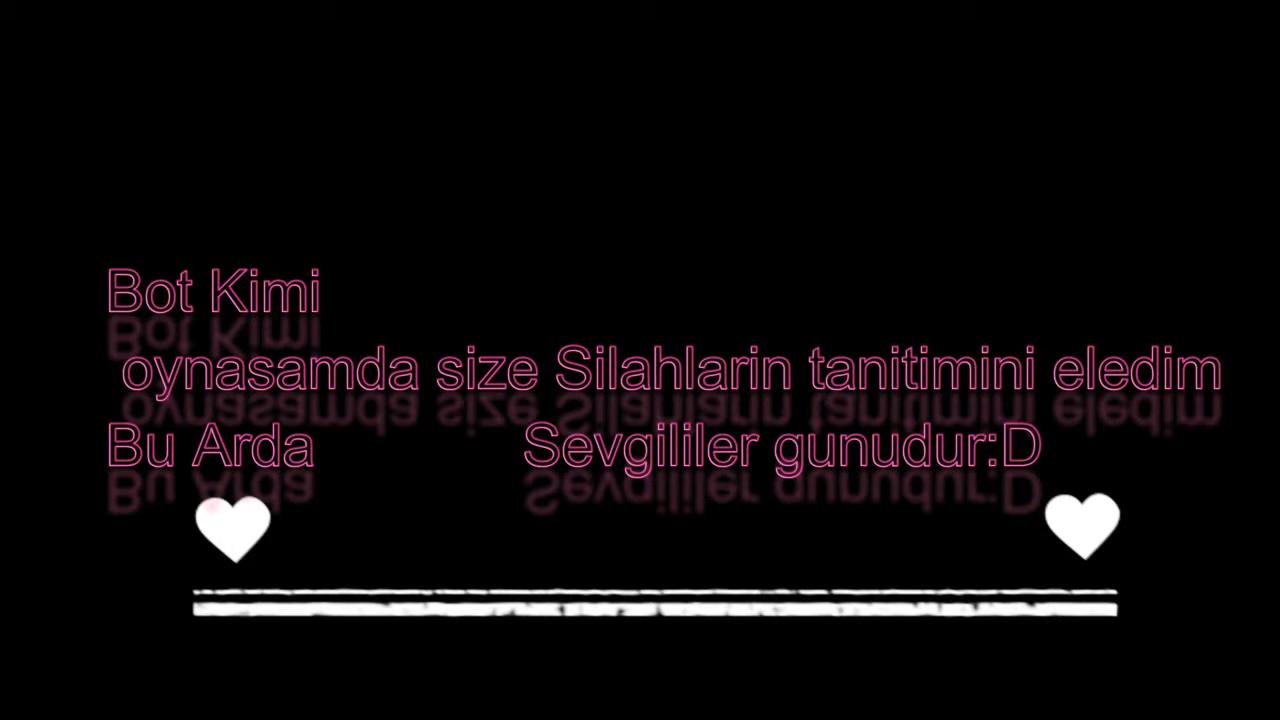 Bot Kimi
oynasamda size Silahlarin tanitimini eledim
Bu Arda Sevgililer gunudur:D